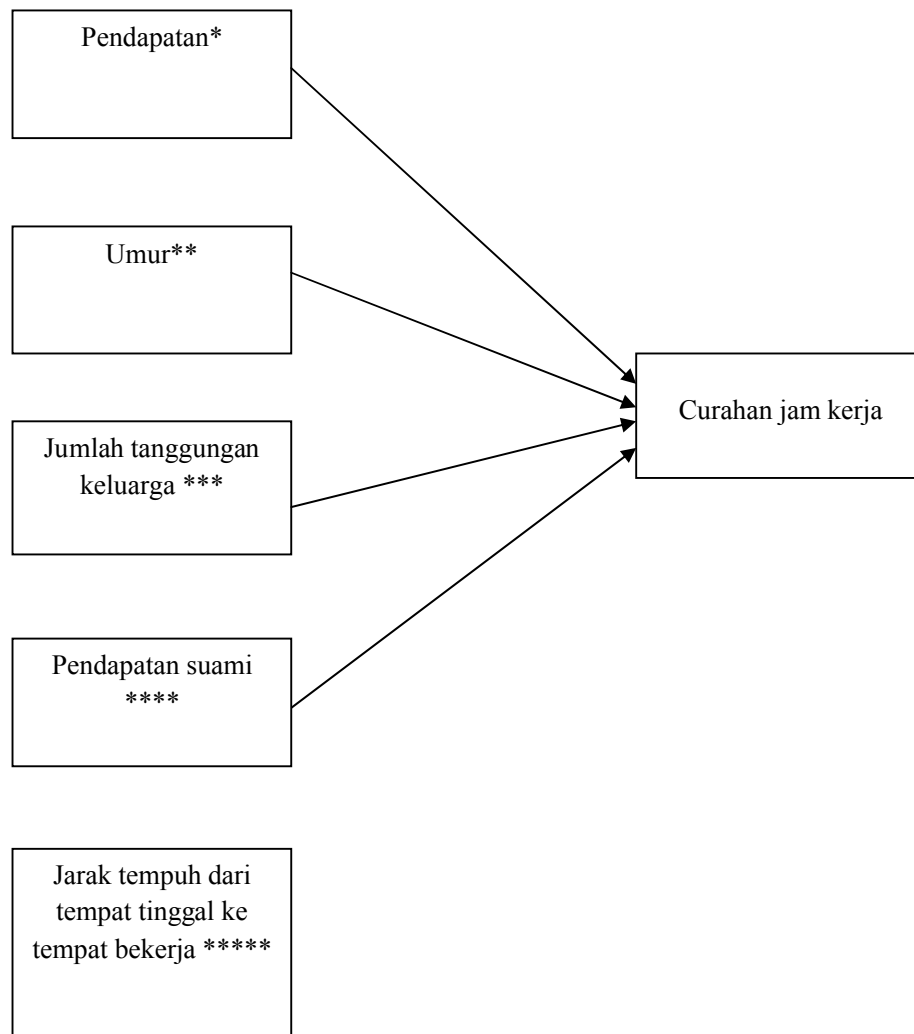 Pendapatan*
Umur**
Jumlah tanggungan
keluarga ***
Pendapatan suami
****
Jarak tempuh dari
tempat tinggal ke
tempat bekerja *****
Curahan jam kerja